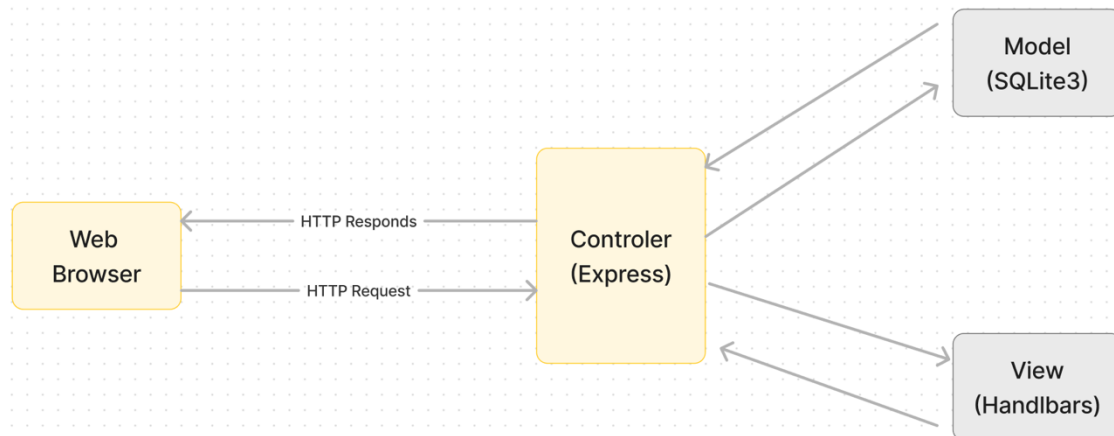 Model
(SQLite3)
HTTP Responds
Web
Browser
Controler
(Express)
HTTP Request
View
(Handlbars)